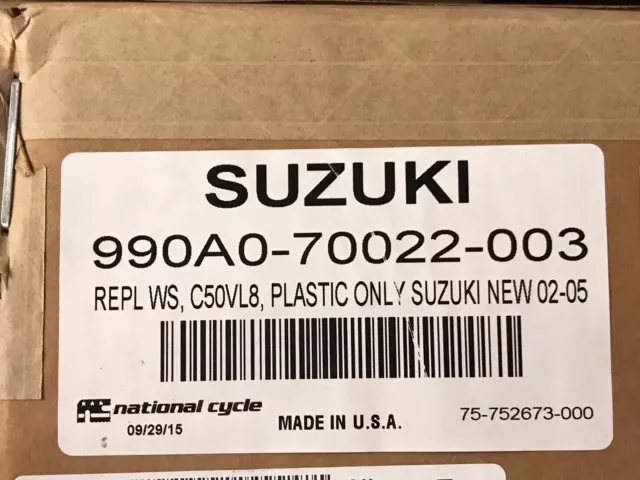 SUZUKI
990A0-70022-003
REPL WS, C50VL8, PLASTIC ONLY SUZUKI NEW 02-05
national cycle
09/29/15
MADE IN U.S.A.
75-752673-000